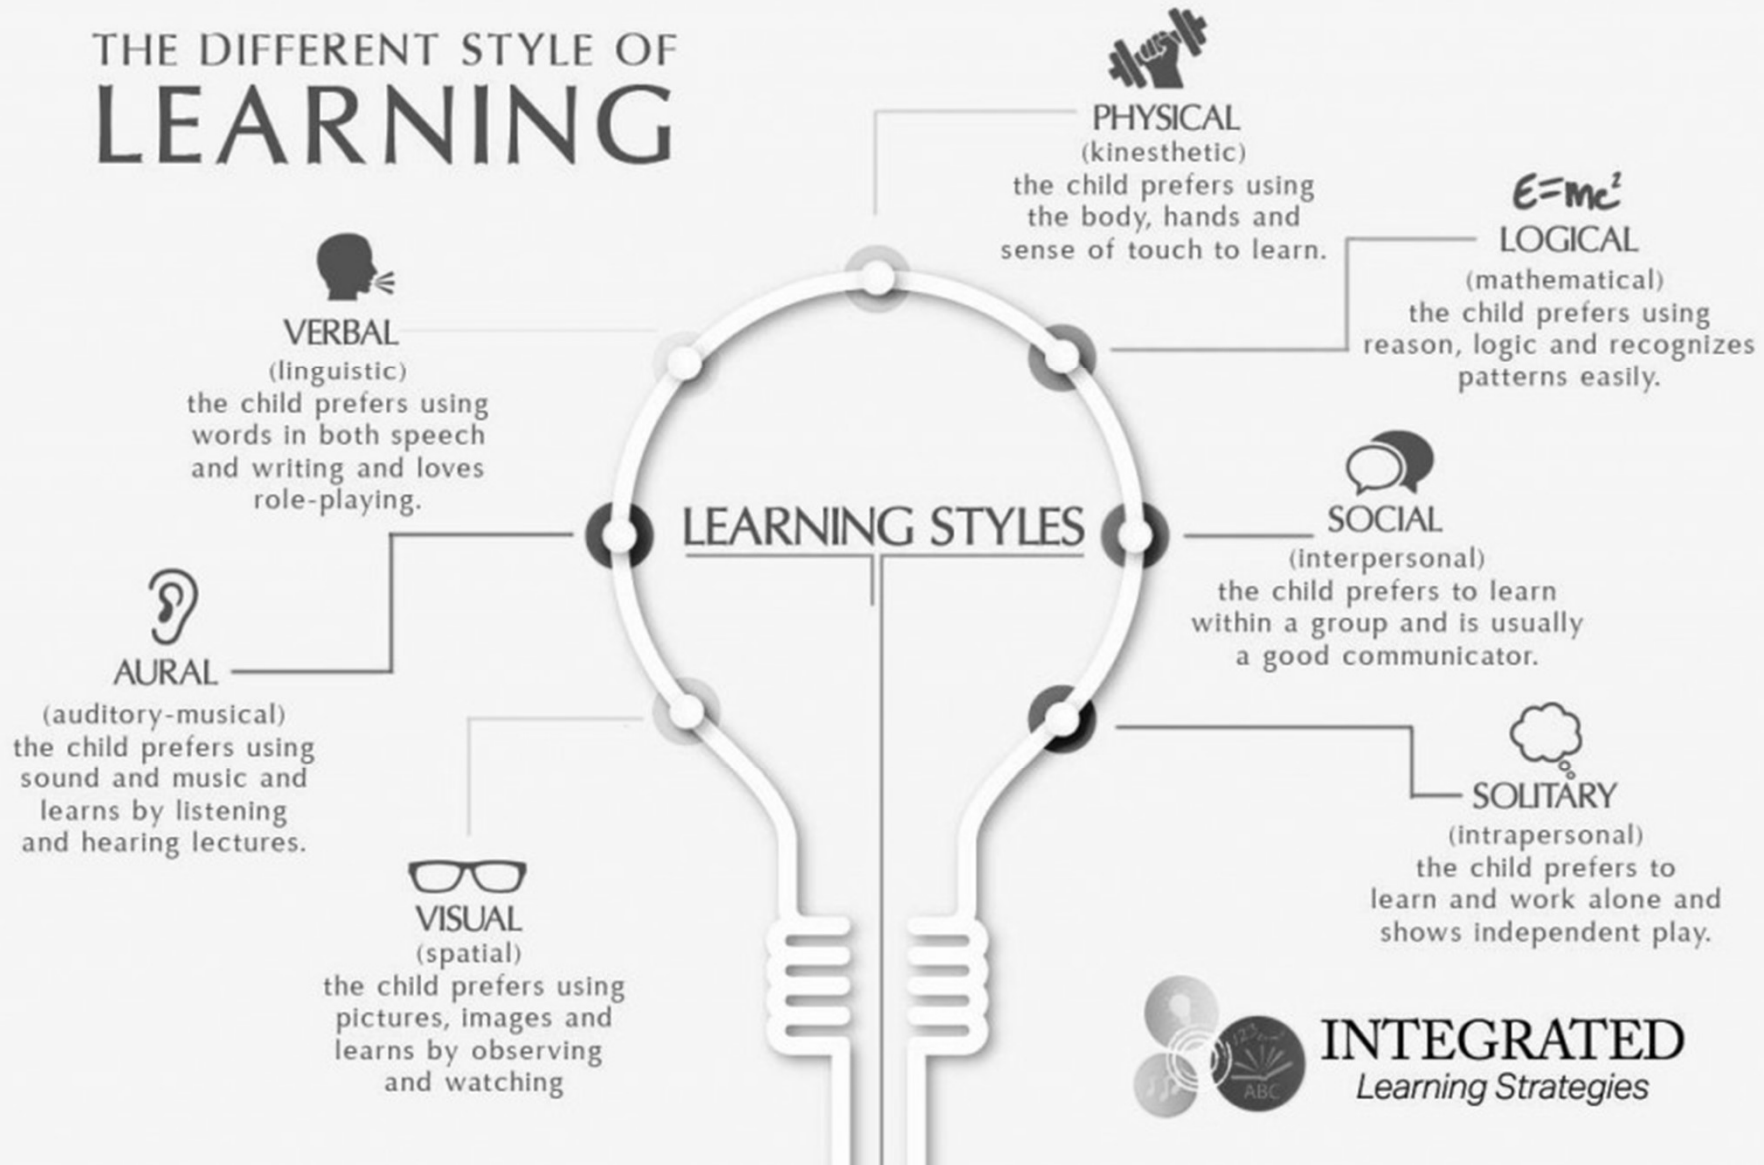 THE DIFFERENT STYLE OF
LEARNING
PHYSICAL
(kinesthetic)
the child prefers using
the body, hands and
sense of touch to learn.
E=mc²
LOGICAL
(mathematical)
the child prefers using
reason, logic and recognizes
patterns easily.
VERBAL
(linguistic)
the child prefers using
words in both speech
and writing and loves
role-playing.
LEARNING STYLES
SOCIAL
(interpersonal)
the child prefers to learn
within a group and is usually
a good communicator.
AURAL
(auditory-musical)
the child prefers using
sound and music and
learns by listening
and hearing lectures.
SOLITARY
(intrapersonal)
the child prefers to
learn and work alone and
shows independent play.
VISUAL
(spatial)
the child prefers using
pictures, images and
learns by observing
and watching
123
ABC
INTEGRATED
Learning Strategies